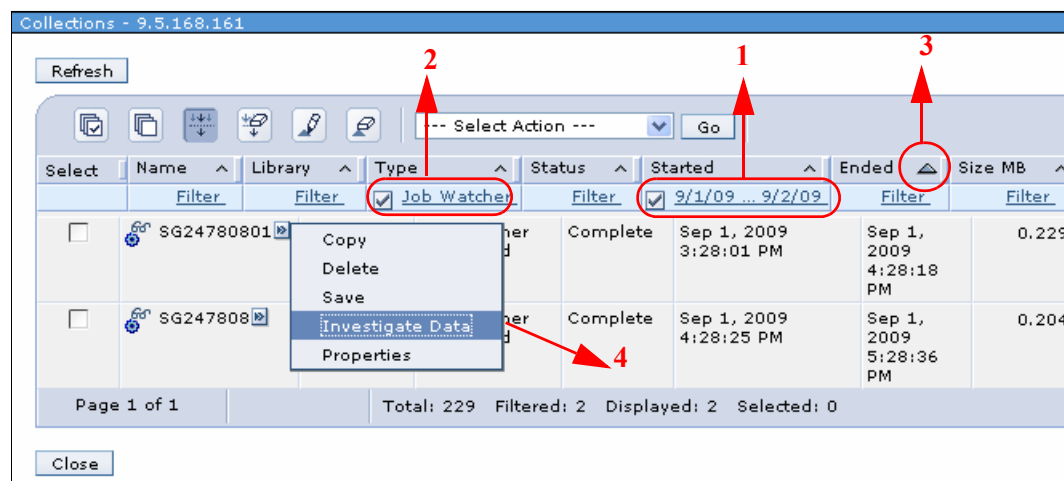 Collections - 9.5.168.161
2
1
3
Refresh
--- Select Action ---
Go
Select
Name
Library
Type
Status
Started
Ended
Size MB
Filter
Filter
Job Watcher
Filter
9/1/09 ... 9/2/09
Filter
Filter
SG24780801
Complete
Sep 1, 2009
3:28:01 PM
Sep 1,
2009
4:28:18
PM
0.229
Copy
Delete
Save
Investigate Data
Properties
4
SG247808
Complete
Sep 1, 2009
4:28:25 PM
Sep 1,
2009
5:28:36
PM
0.204
Page 1 of 1
Total: 229 Filtered: 2 Displayed: 2 Selected: 0
Close